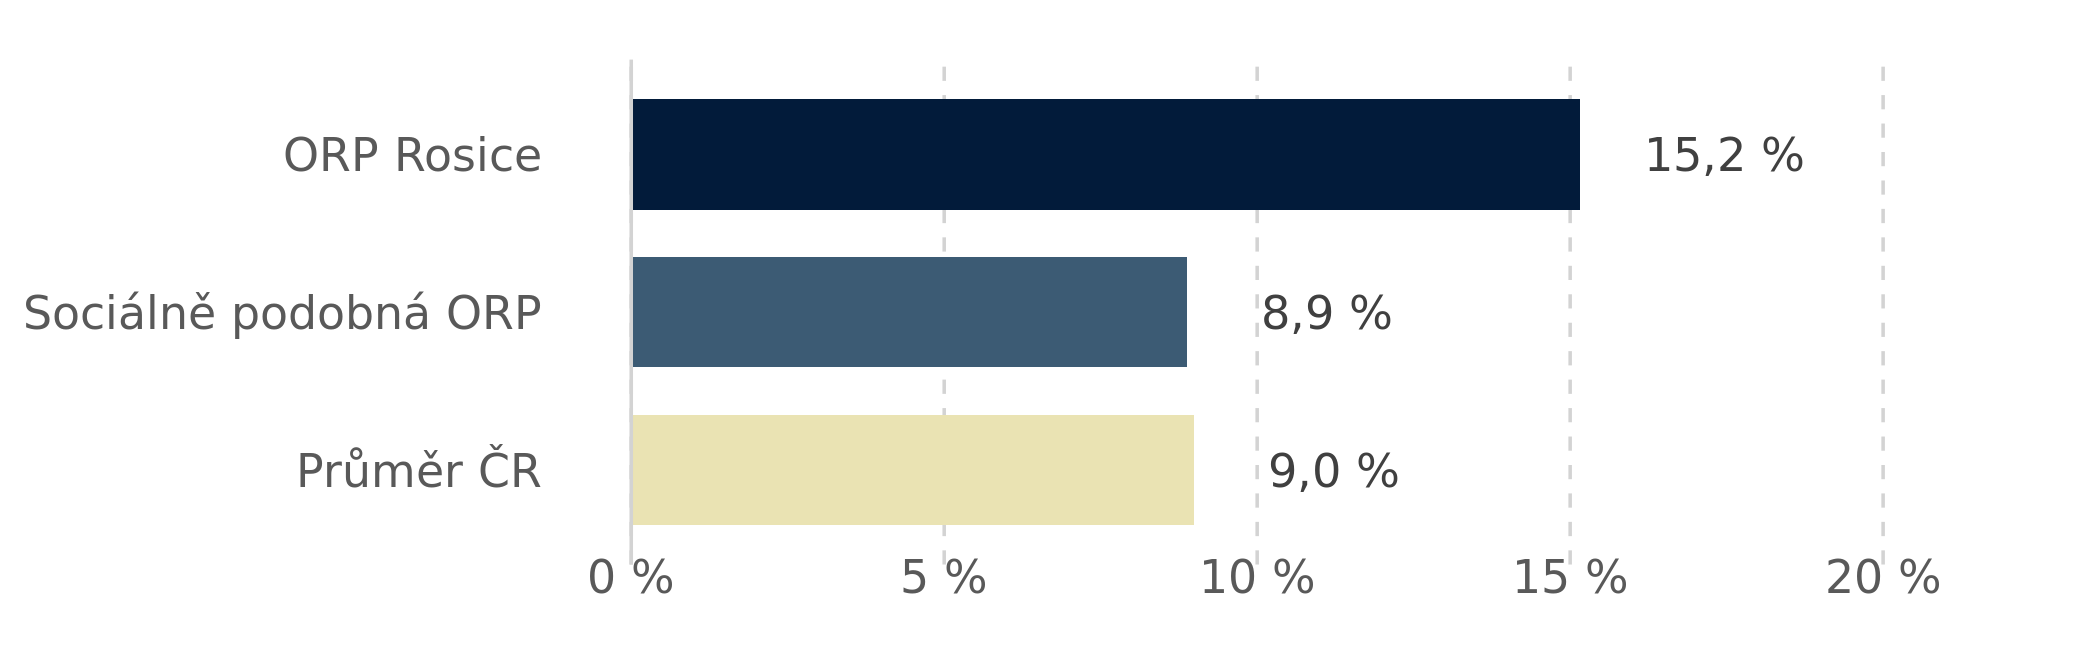 ORP Rosice 15,2 %
Sociálně podobná ORP 8,9 %
Průměr ČR 9,0 %
0 % 5 % 10 % 15 % 20 %